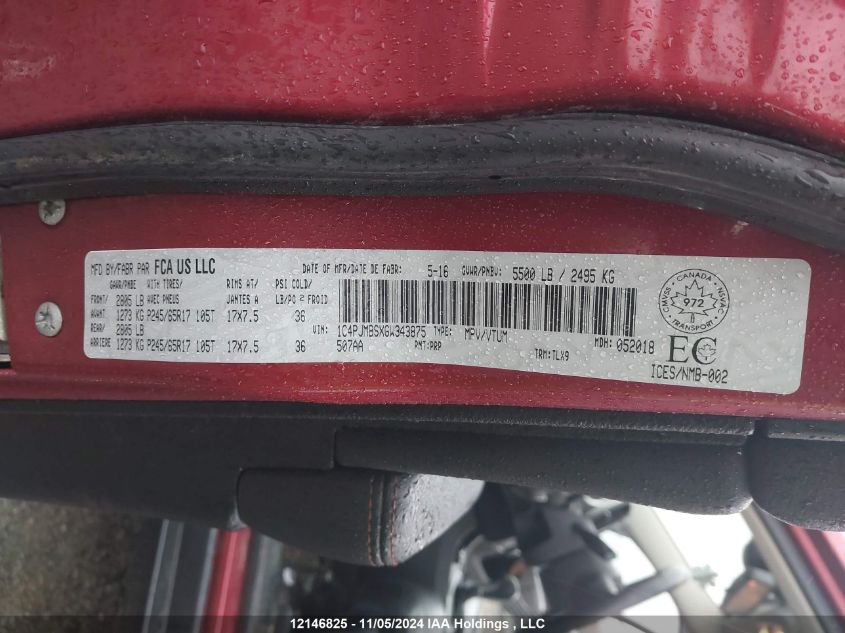 MFD BY/FABR PAR FCA US LLC
DATE OF MFR/DATE DE FABR: 5-16 GVWR/PNBV: 5500 LB / 2495 KG
GAWR/PNBE WITH TIRES/ RIMS AT/ PSI COLD/
FRONT/ 2805 LB AVEC PNEUS JANTES A LB/PO 2 FROID
AVANT 1273 KG P245/65R17 105T 17X7.5 36
REAR/ 2805 LB
ARRIERE 1273 KG P245/65R17 105T 17X7.5 36
VIN: 1C4PJMBSXGW343875 TYPE: MPV/VTUM
507AA PNT:PRP TRM:TLX9 MDH: 052018
CMVSS CANADA NSVAC
972
TRANSPORT
EC
ICES/NMB-002
12146825 - 11/05/2024 IAA Holdings , LLC